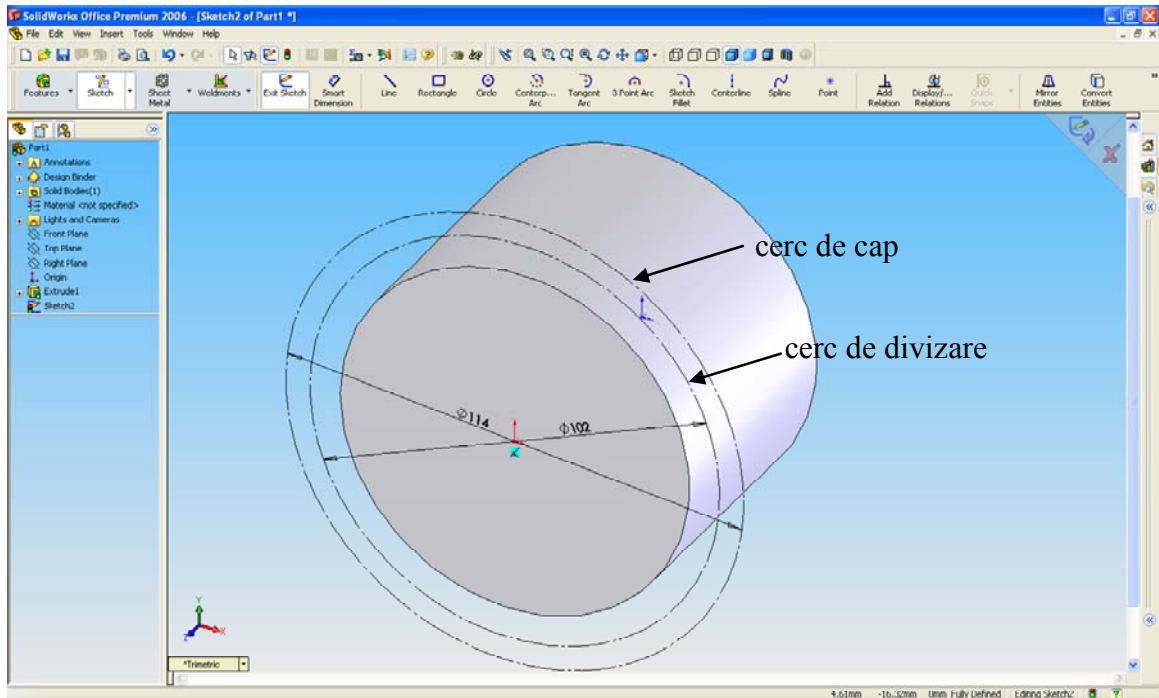 SolidWorks Office Premium 2006 - [Sketch2 of Part1 *]
File Edit View Insert Tools Window Help
Features Sketch Sheet Metal Weldments Exit Sketch Smart Dimension Line Rectangle Circle Centerp... Arc Tangent Arc 3 Point Arc Sketch Fillet Centerline Spline Point Add Relation Display/... Relations Quick Snaps Mirror Entities Convert Entities
Part1
Annotations
Design Binder
Solid Bodies(1)
Material <not specified>
Lights and Cameras
Front Plane
Top Plane
Right Plane
Origin
Extrude1
Sketch2
cerc de cap
cerc de divizare
Φ114
Φ102
Y
X
Z
*Trimetric
4.61mm -16.32mm 0mm Fully Defined Editing Sketch2